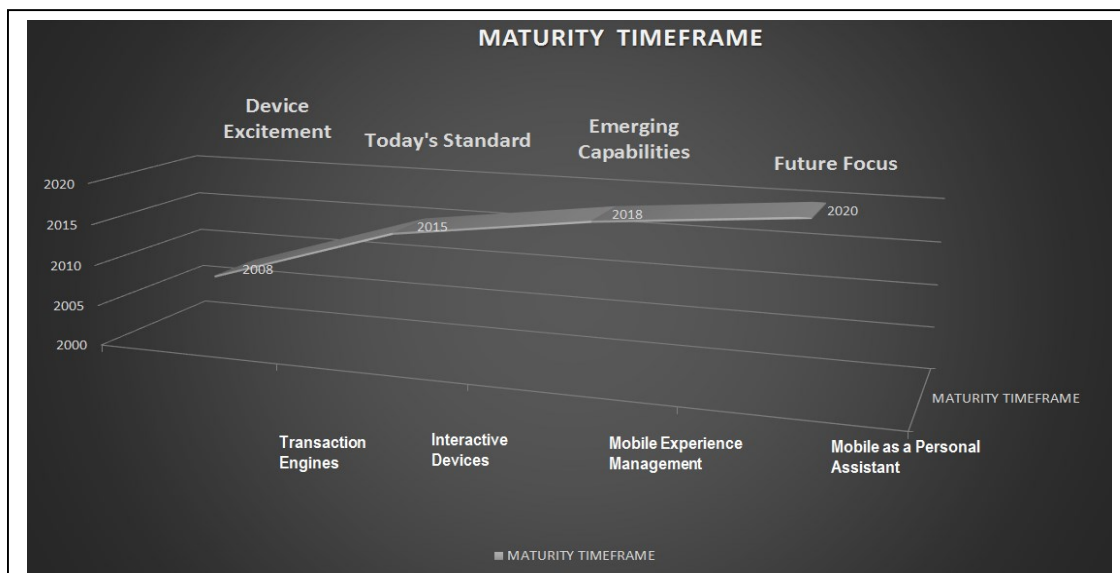 MATURITY TIMEFRAME
Device
Excitement
Today's Standard
Emerging
Capabilities
Future Focus
2020
2015
2010
2005
2000
2008
2015
2018
2020
MATURITY TIMEFRAME
Transaction
Engines
Interactive
Devices
Mobile Experience
Management
Mobile as a Personal
Assistant
MATURITY TIMEFRAME